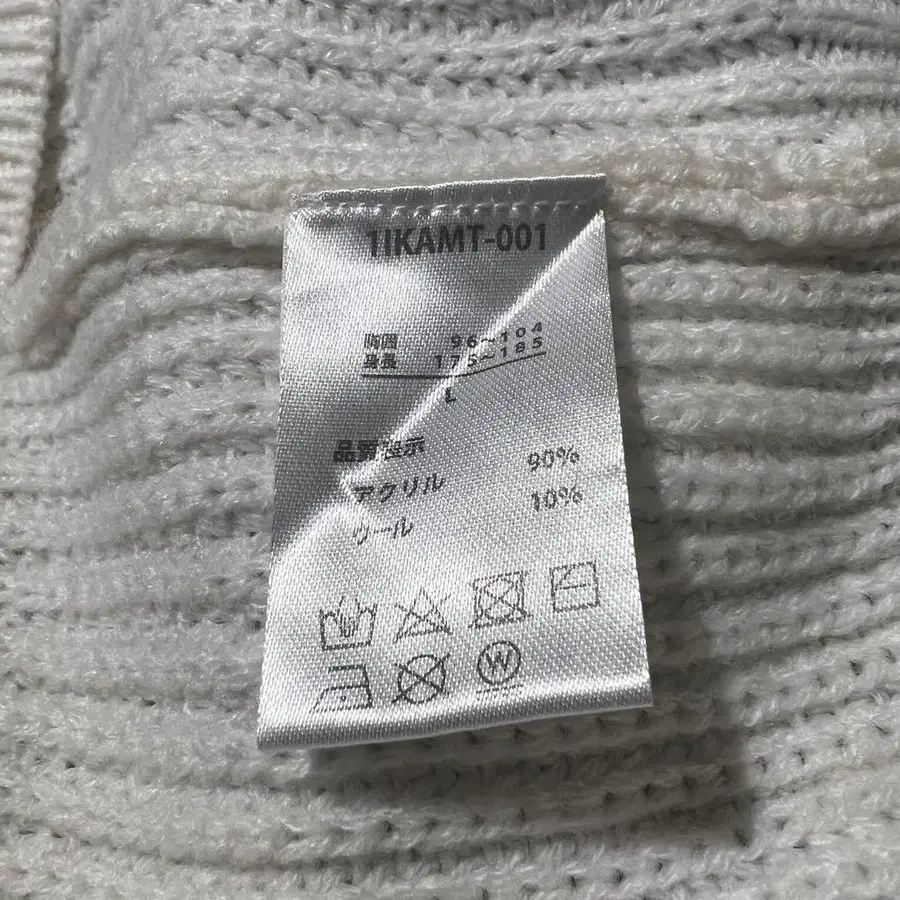 1IKAMT-001
胸囲 96~104
身長 175~185
L
品質表示
アクリル 90%
ウール 10%
W